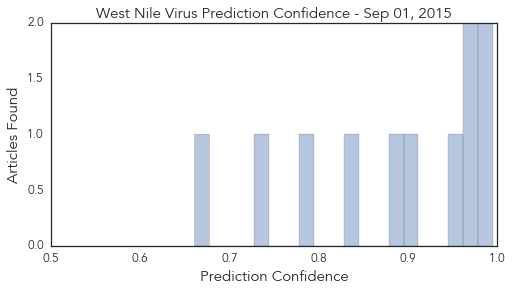 West Nile Virus Prediction Confidence - Sep 01, 2015
2.0
1.5
1.0
0.5
0.0
Articles Found
0.5 0.6 0.7 0.8 0.9 1.0
Prediction Confidence